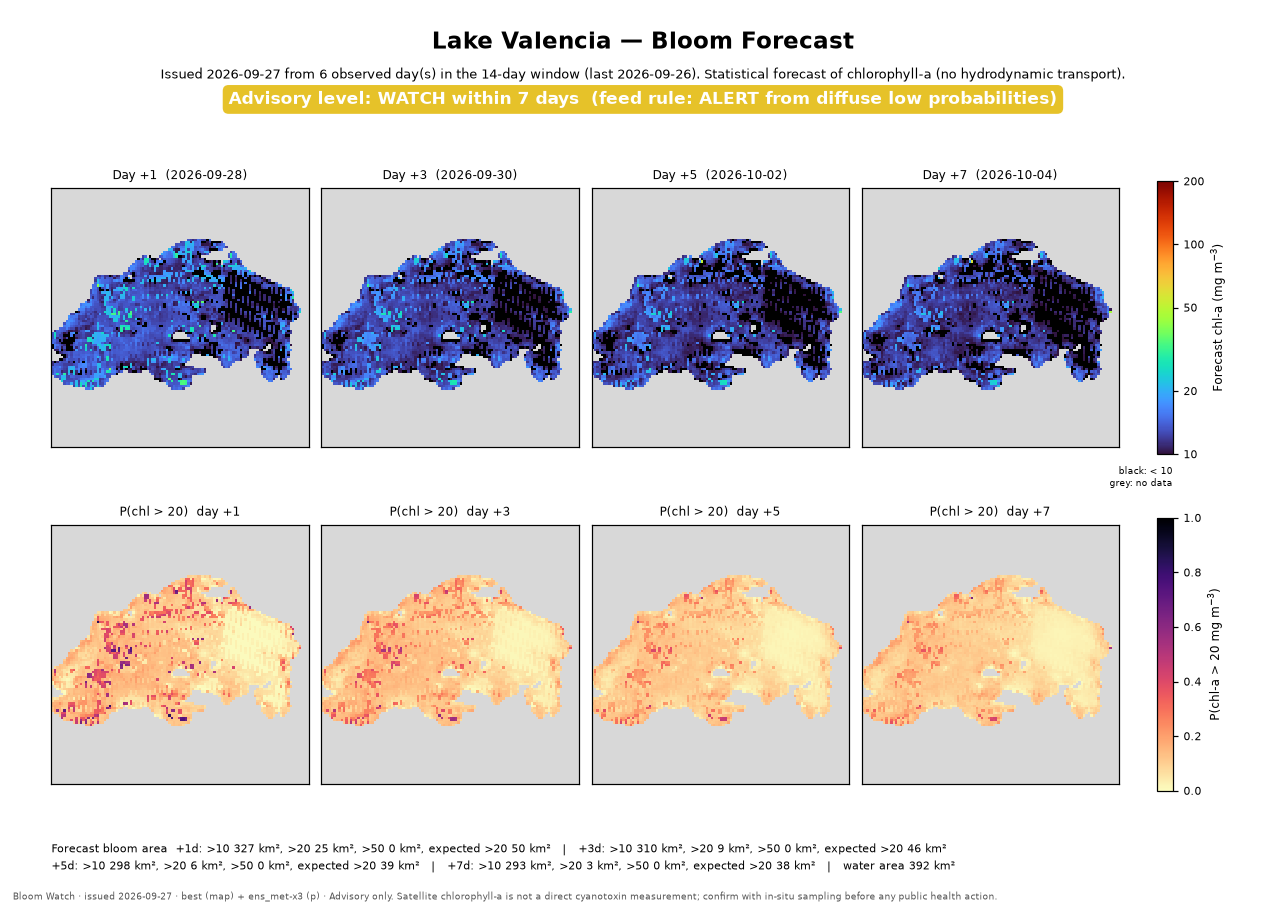 Lake Valencia — Bloom Forecast
Issued 2026-09-27 from 6 observed day(s) in the 14-day window (last 2026-09-26). Statistical forecast of chlorophyll-a (no hydrodynamic transport).
Advisory level: WATCH within 7 days (feed rule: ALERT from diffuse low probabilities)
Day +1 (2026-09-28)
Day +3 (2026-09-30)
Day +5 (2026-10-02)
Day +7 (2026-10-04)
200
100
50
20
10
Forecast chl-a (mg m⁻³)
black: < 10
grey: no data
P(chl > 20) day +1
P(chl > 20) day +3
P(chl > 20) day +5
P(chl > 20) day +7
1.0
0.8
0.6
0.4
0.2
0.0
P(chl-a > 20 mg m⁻³)
Forecast bloom area +1d: >10 327 km², >20 25 km², >50 0 km², expected >20 50 km² | +3d: >10 310 km², >20 9 km², >50 0 km², expected >20 46 km²
+5d: >10 298 km², >20 6 km², >50 0 km², expected >20 39 km² | +7d: >10 293 km², >20 3 km², >50 0 km², expected >20 38 km² | water area 392 km²
Bloom Watch · issued 2026-09-27 · best (map) + ens_met-x3 (p) · Advisory only. Satellite chlorophyll-a is not a direct cyanotoxin measurement; confirm with in-situ sampling before any public health action.